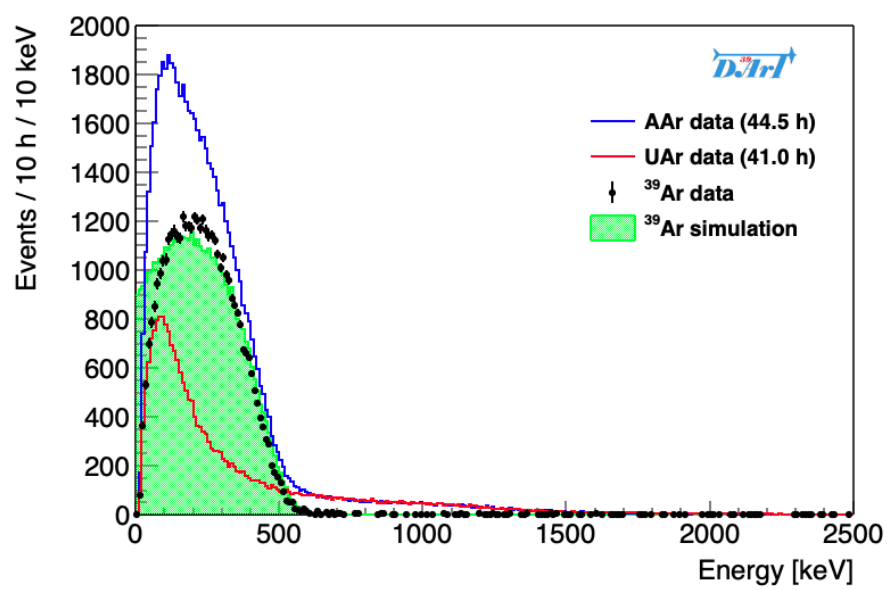 Events / 10 h / 10 keV
2000
1800
1600
1400
1200
1000
800
600
400
200
0
0
500
1000
1500
2000
2500
Energy [keV]
39
DArT
AAr data (44.5 h)
UAr data (41.0 h)
³⁹Ar data
³⁹Ar simulation